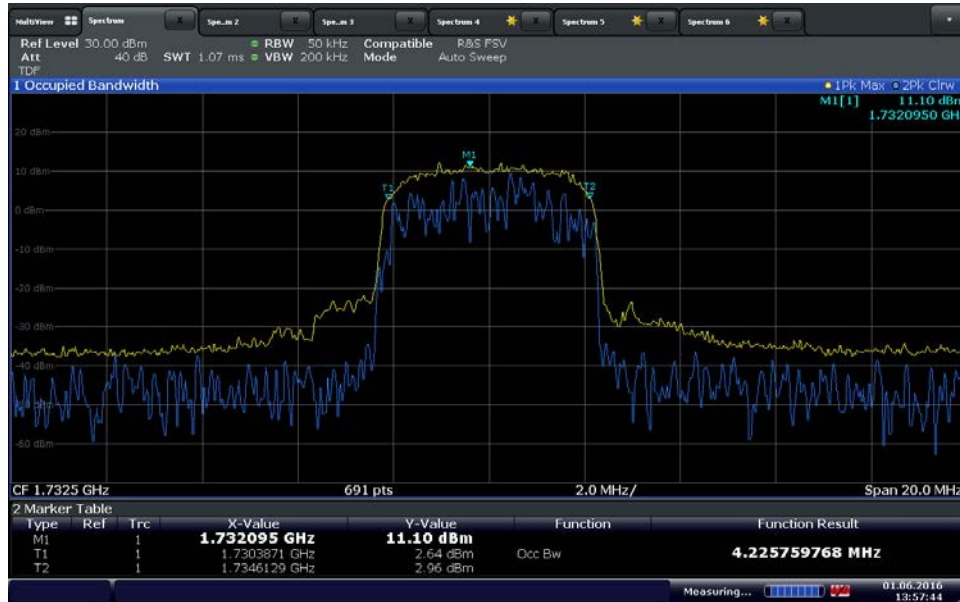 MultiView Spectrum X Spe...m 2 X Spe...m 3 X Spectrum 4 X Spectrum 5 X Spectrum 6 X
Ref Level 30.00 dBm RBW 50 kHz Compatible R&S FSV
Att 40 dB SWT 1.07 ms VBW 200 kHz Mode Auto Sweep
TDF
1 Occupied Bandwidth 1Pk Max 2Pk Clrw
M1[1] 11.10 dBm
1.7320950 GH
20 dBm
M1
10 dBm
T1 T2
0 dBm
-10 dBm
-20 dBm
-30 dBm
-40 dBm
-50 dBm
-60 dBm
CF 1.7325 GHz 691 pts 2.0 MHz/ Span 20.0 MHz
2 Marker Table
Type Ref Trc X-Value Y-Value Function Function Result
M1 1 1.732095 GHz 11.10 dBm
T1 1 1.7303871 GHz 2.64 dBm Occ Bw 4.225759768 MHz
T2 1 1.7346129 GHz 2.96 dBm
Measuring... 01.06.2016
13:57:44